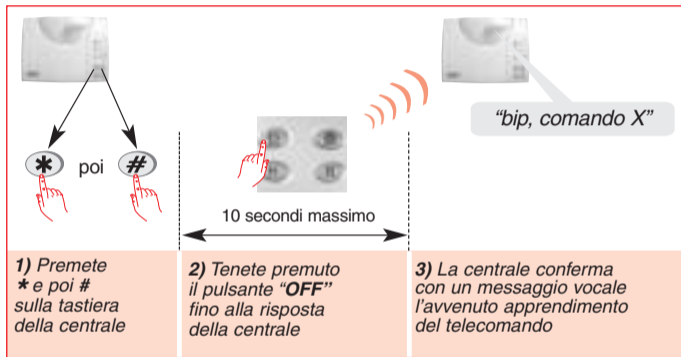 “bip, comando X”
* poi #
10 secondi massimo
1) Premete
* e poi #
sulla tastiera
della centrale
2) Tenete premuto
il pulsante “OFF”
fino alla risposta
della centrale
3) La centrale conferma
con un messaggio vocale
l’avvenuto apprendimento
del telecomando